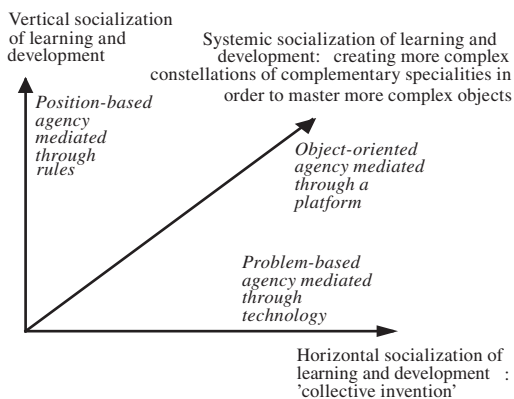 Vertical socialization
of learning and
development
Systemic socialization of learning and
development: creating more complex
constellations of complementary specialities in
order to master more complex objects
Position-based
agency
mediated
through
rules
Object-oriented
agency mediated
through a
platform
Problem-based
agency mediated
through
technology
Horizontal socialization of
learning and development :
'collective invention'